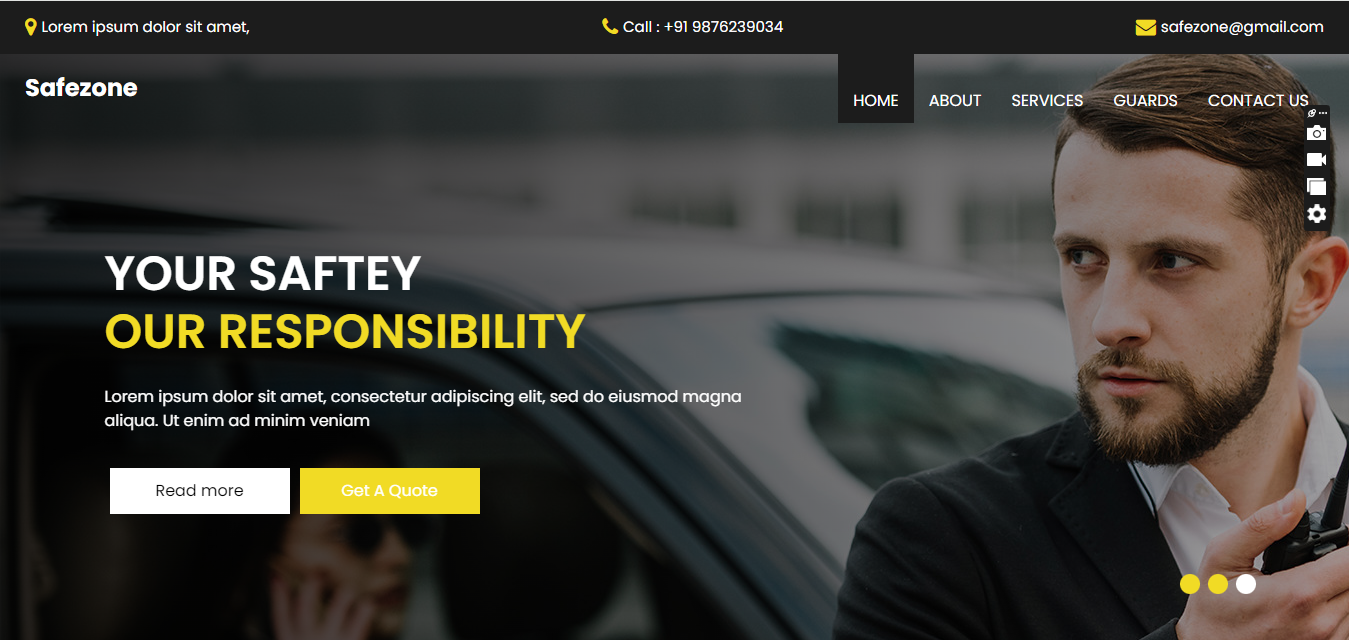 Lorem ipsum dolor sit amet,
Call : +91 9876239034
safezone@gmail.com
Safezone
HOME
ABOUT
SERVICES
GUARDS
CONTACT US
YOUR SAFTEY
OUR RESPONSIBILITY
Lorem ipsum dolor sit amet, consectetur adipiscing elit, sed do eiusmod magna
aliqua. Ut enim ad minim veniam
Read more
Get A Quote